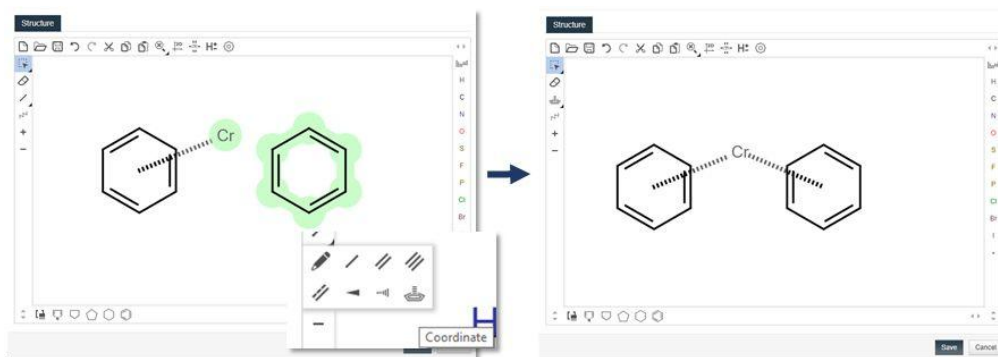 Structure
H±
H
C
N
O
S
F
P
Cl
Br
Cr
H
Coordinate
Structure
H±
H
C
N
O
S
F
P
Cl
Br
I
Cr
Save
Cancel